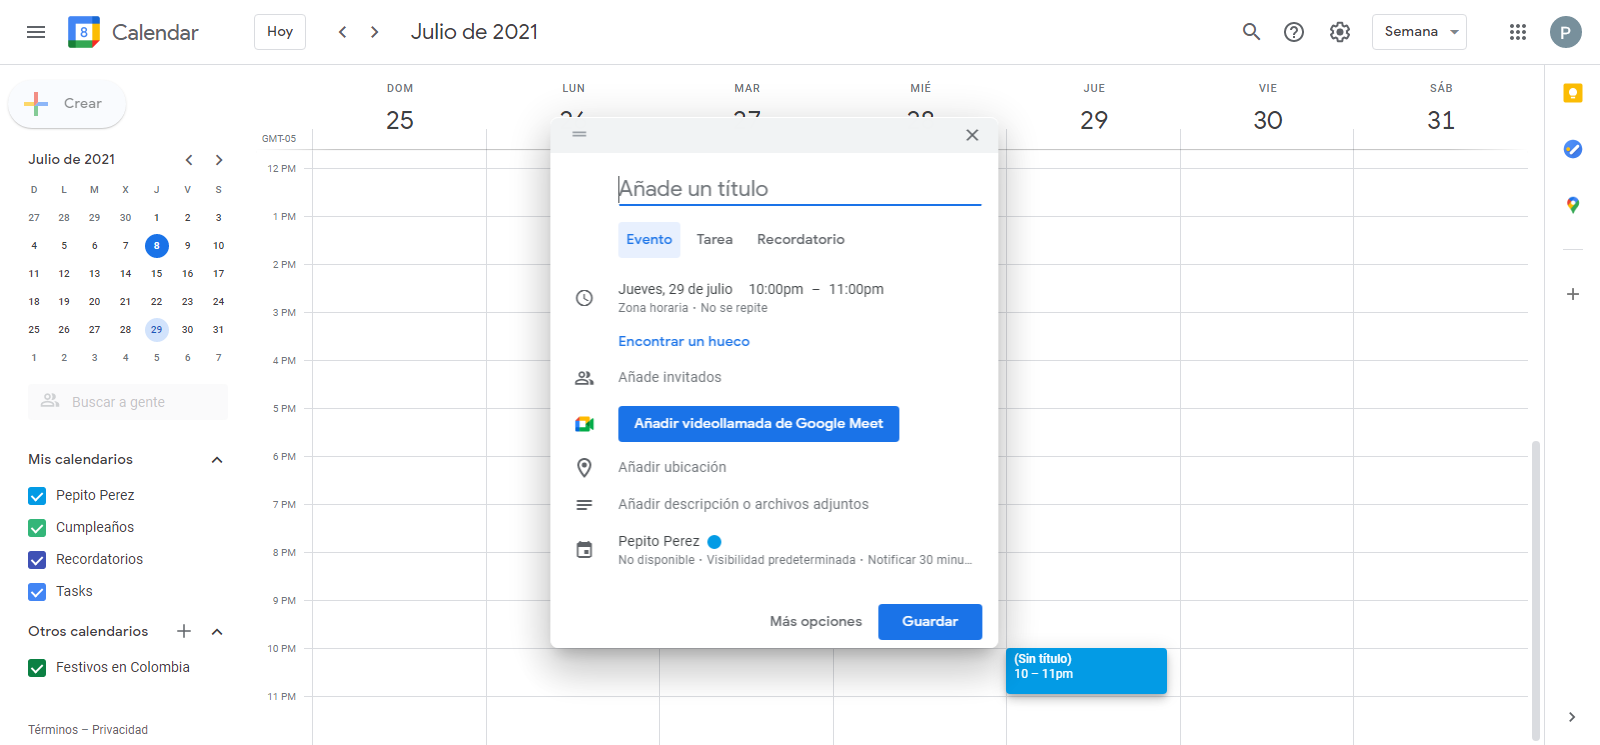 8 Calendar
Hoy
Julio de 2021
Semana
P
Crear
Julio de 2021
D L M X J V S
27 28 29 30 1 2 3
4 5 6 7 8 9 10
11 12 13 14 15 16 17
18 19 20 21 22 23 24
25 26 27 28 29 30 31
1 2 3 4 5 6 7
Buscar a gente
Mis calendarios
Pepito Perez
Cumpleaños
Recordatorios
Tasks
Otros calendarios
Festivos en Colombia
Términos – Privacidad
DOM LUN MAR MIÉ JUE VIE SÁB
25 26 27 28 29 30 31
GMT-05
12 PM
1 PM
2 PM
3 PM
4 PM
5 PM
6 PM
7 PM
8 PM
9 PM
10 PM
11 PM
Añade un título
Evento Tarea Recordatorio
Jueves, 29 de julio 10:00pm – 11:00pm
Zona horaria · No se repite
Encontrar un hueco
Añade invitados
Añadir videollamada de Google Meet
Añadir ubicación
Añadir descripción o archivos adjuntos
Pepito Perez
No disponible · Visibilidad predeterminada · Notificar 30 minu...
Más opciones Guardar
(Sin título)
10 – 11pm